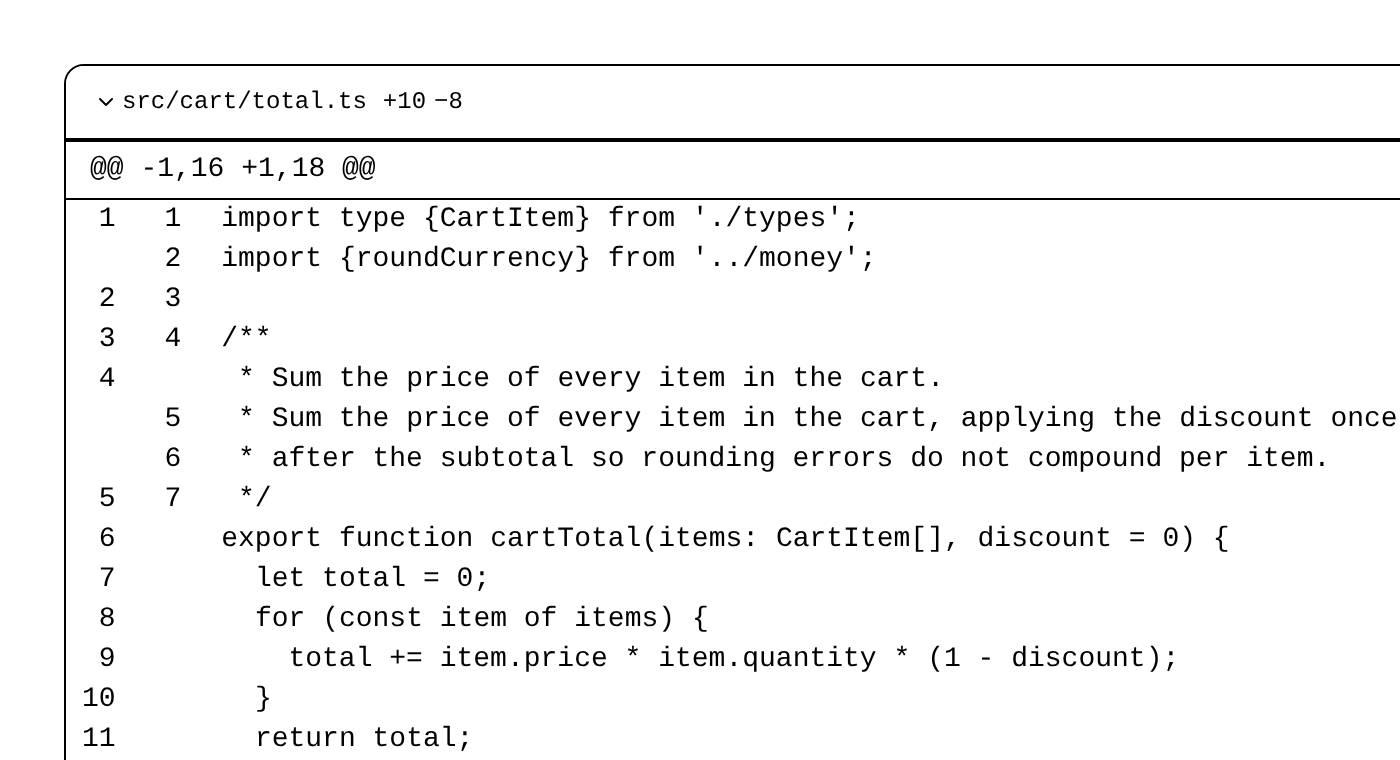 src/cart/total.ts +10 −8
@@ -1,16 +1,18 @@
1 1 import type {CartItem} from './types';
2 import {roundCurrency} from '../money';
2 3
3 4 /**
4 * Sum the price of every item in the cart.
5 * Sum the price of every item in the cart, applying the discount once
6 * after the subtotal so rounding errors do not compound per item.
5 7 */
6 export function cartTotal(items: CartItem[], discount = 0) {
7 let total = 0;
8 for (const item of items) {
9 total += item.price * item.quantity * (1 - discount);
10 }
11 return total;